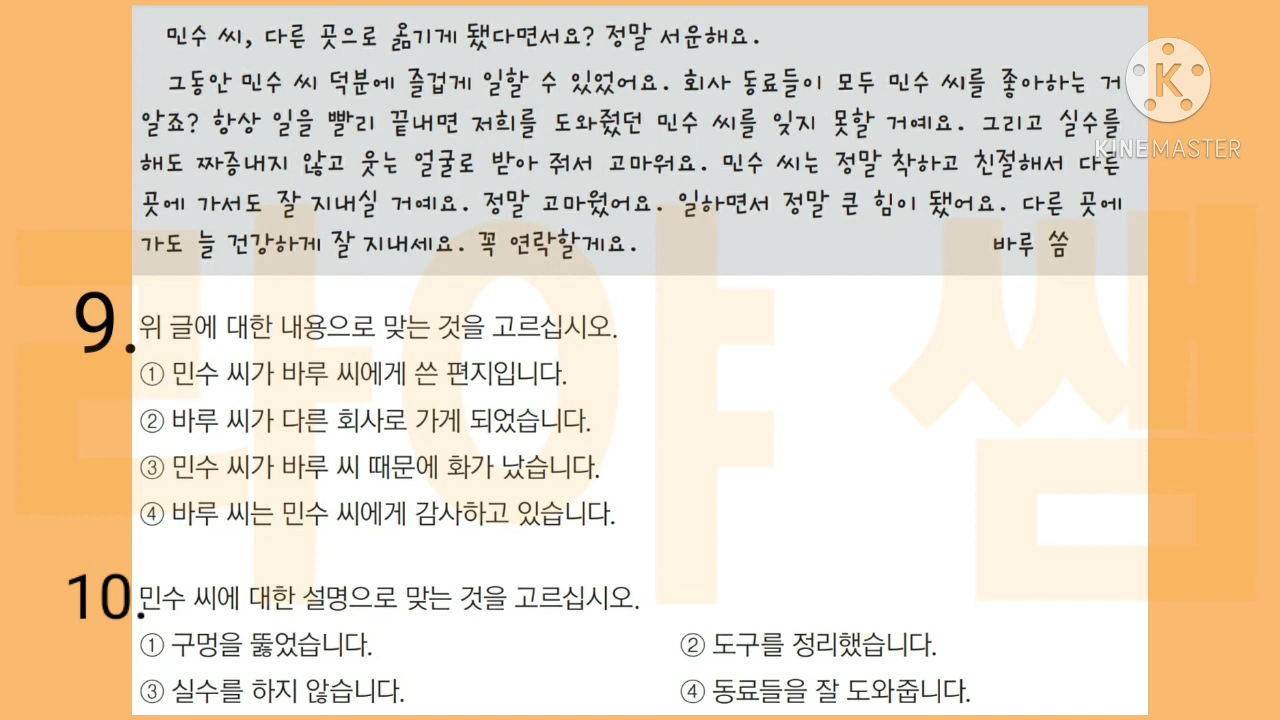 민수 씨, 다른 곳으로 옮기게 됐다면서요? 정말 서운해요.
그동안 민수 씨 덕분에 즐겁게 일할 수 있었어요. 회사 동료들이 모두 민수 씨를 좋아하는 거
알죠? 항상 일을 빨리 끝내면 저희를 도와줬던 민수 씨를 잊지 못할 거예요. 그리고 실수를
해도 짜증내지 않고 웃는 얼굴로 받아 줘서 고마워요. 민수 씨는 정말 착하고 친절해서 다른
곳에 가서도 잘 지내실 거예요. 정말 고마웠어요. 일하면서 정말 큰 힘이 됐어요. 다른 곳에
가도 늘 건강하게 잘 지내세요. 꼭 연락할게요.
바루 씀
K
KINEMASTER
라야 쌤
9. 위 글에 대한 내용으로 맞는 것을 고르십시오.
① 민수 씨가 바루 씨에게 쓴 편지입니다.
② 바루 씨가 다른 회사로 가게 되었습니다.
③ 민수 씨가 바루 씨 때문에 화가 났습니다.
④ 바루 씨는 민수 씨에게 감사하고 있습니다.
10. 민수 씨에 대한 설명으로 맞는 것을 고르십시오.
① 구멍을 뚫었습니다.
② 도구를 정리했습니다.
③ 실수를 하지 않습니다.
④ 동료들을 잘 도와줍니다.